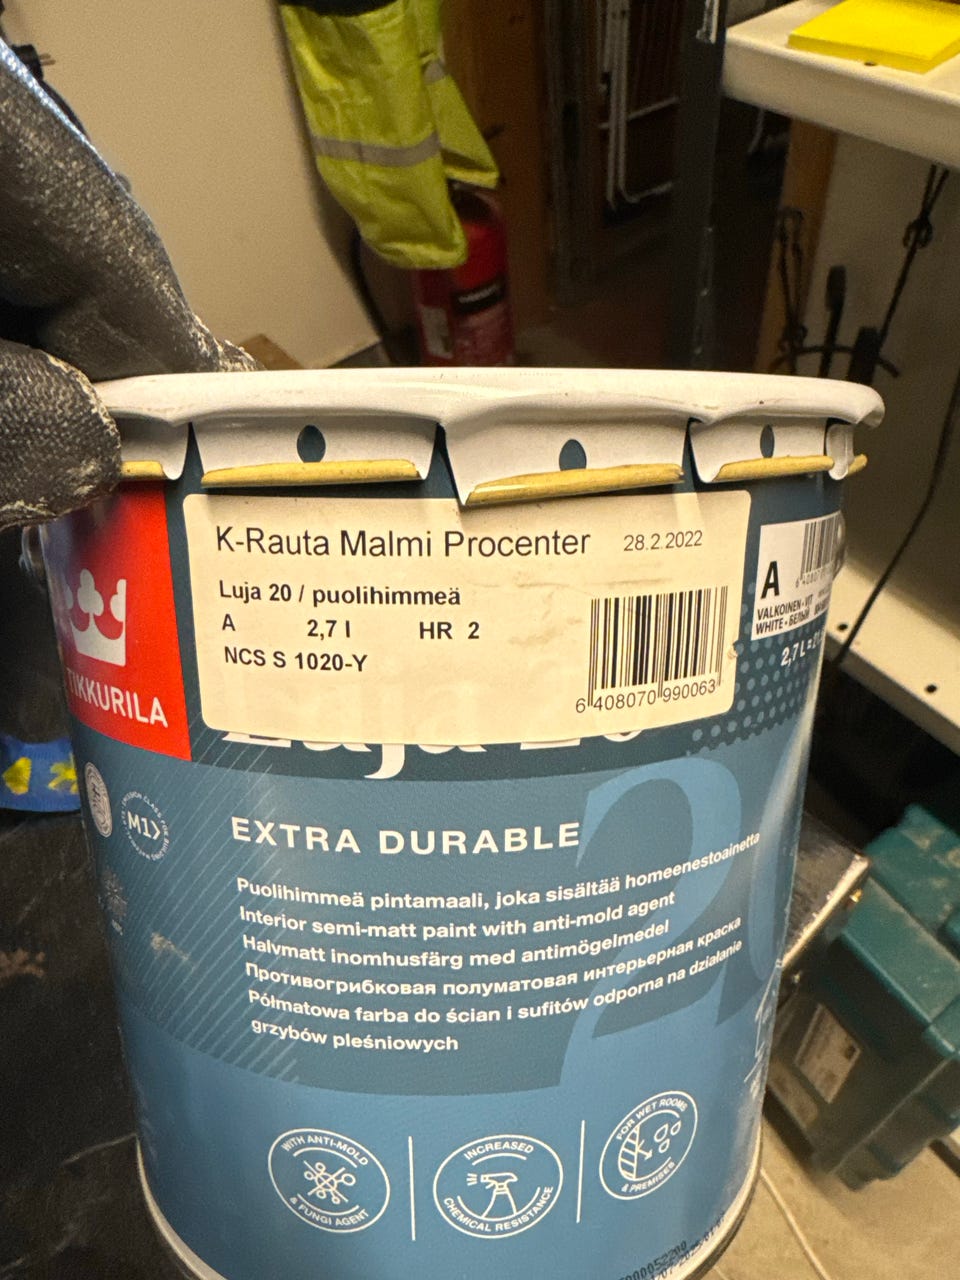 K-Rauta Malmi Procenter 28.2.2022
Luja 20 / puolihimmeä
A 2,7 l HR 2
NCS S 1020-Y
6 408070 990063
A
VALKOINEN-VIT
WHITE-БЕЛЫЙ
2,7 L =
TIKKURILA
M1
EXTRA DURABLE
Puolihimmeä pintamaali, joka sisältää homeenestoainetta
Interior semi-matt paint with anti-mold agent
Halvmatt inomhusfärg med antimögelmedel
Противогрибковая полуматовая интерьерная краска
Półmatowa farba do ścian i sufitów odporna na działanie
grzybów pleśniowych
WITH ANTI-MOLD
& FUNGI AGENT
INCREASED
CHEMICAL RESISTANCE
FOR WET ROOMS
& PREMISES